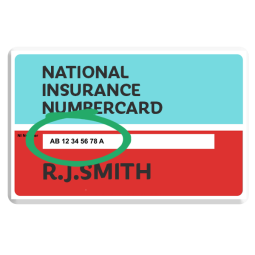 NATIONAL
INSURANCE
NUMBERCARD
AB 12 34 56 78 A
R.J.SMITH